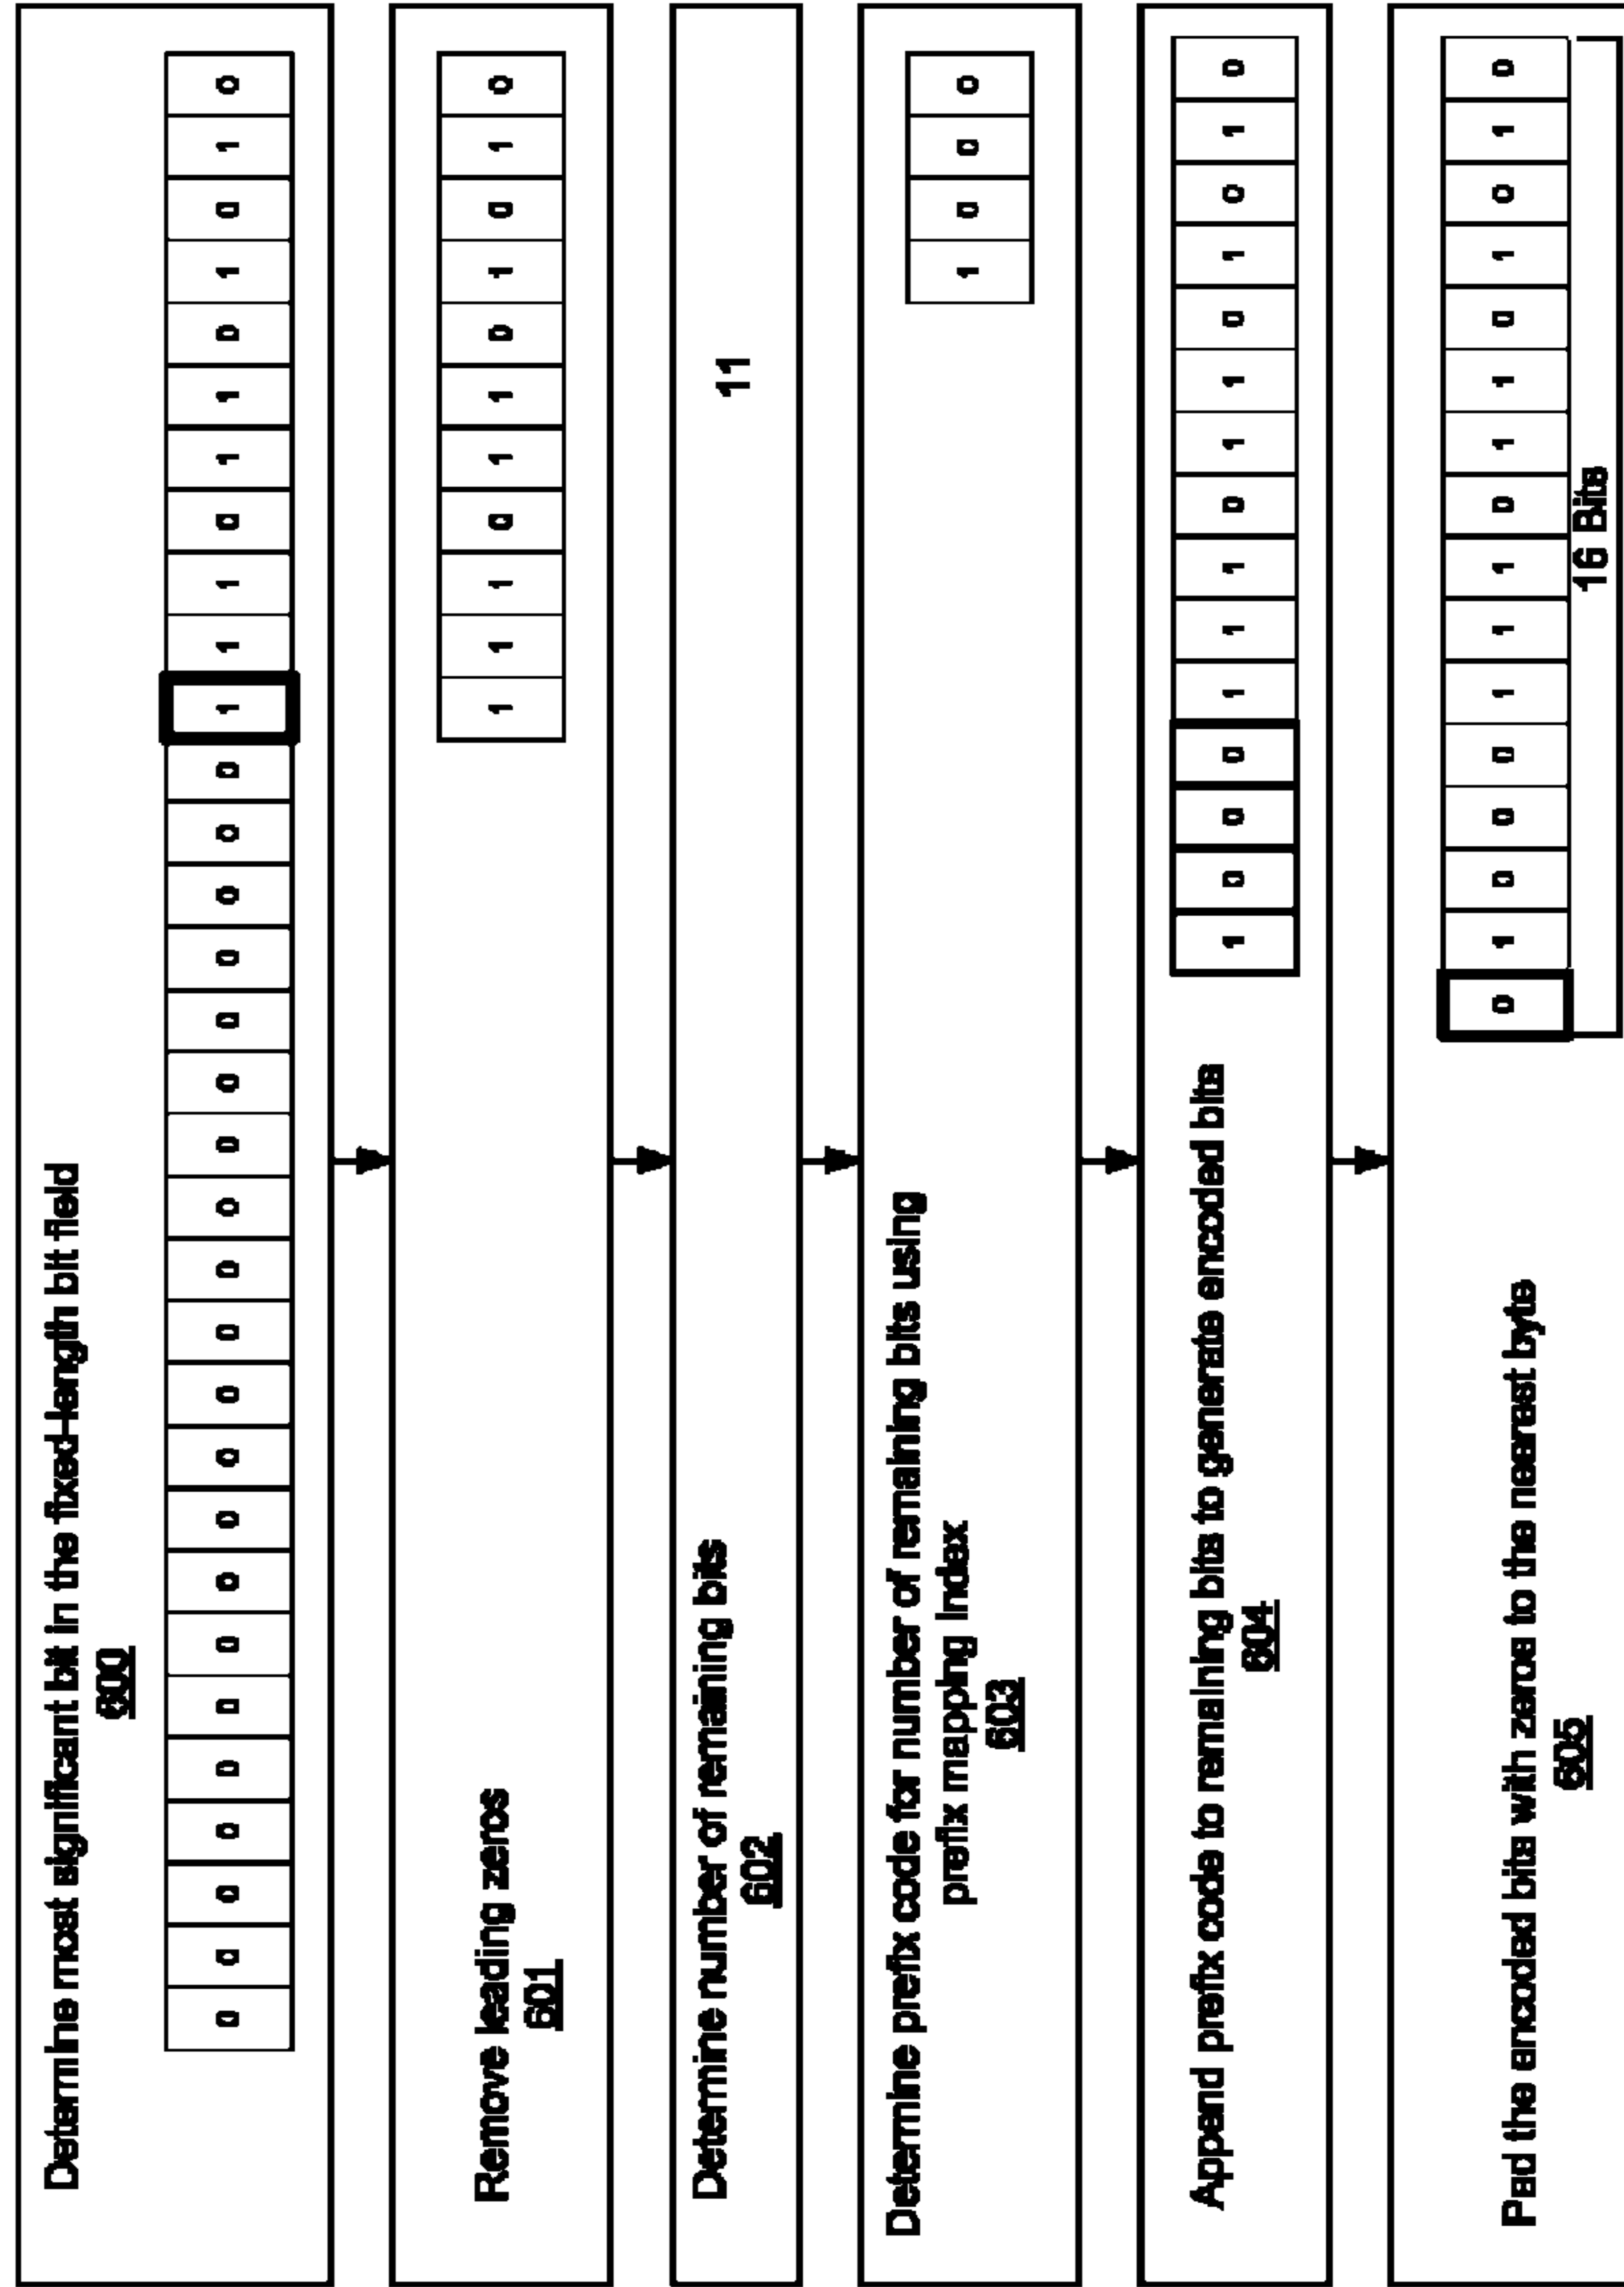 Determine most significant bit in the fixed-length bit field
600
0 0 0 0 0 0 0 0 0 0 0 0 0 0 0 0 0 0 0 0 0 1 1 1 0 1 1 0 1 0 1 0
Remove leading zeros
601
1 1 1 0 1 1 0 1 0 1 0
Determine number of remaining bits
602
11
Determine prefix code for number of remaining bits using
prefix mapping index
603
1 0 0 0
Append prefix code to remaining bits to generate encoded bits
604
1 0 0 0 1 1 1 0 1 1 0 1 0 1 0
Pad the encoded bits with zeros to the nearest byte
605
0 1 0 0 0 1 1 1 0 1 1 0 1 0 1 0
16 Bits